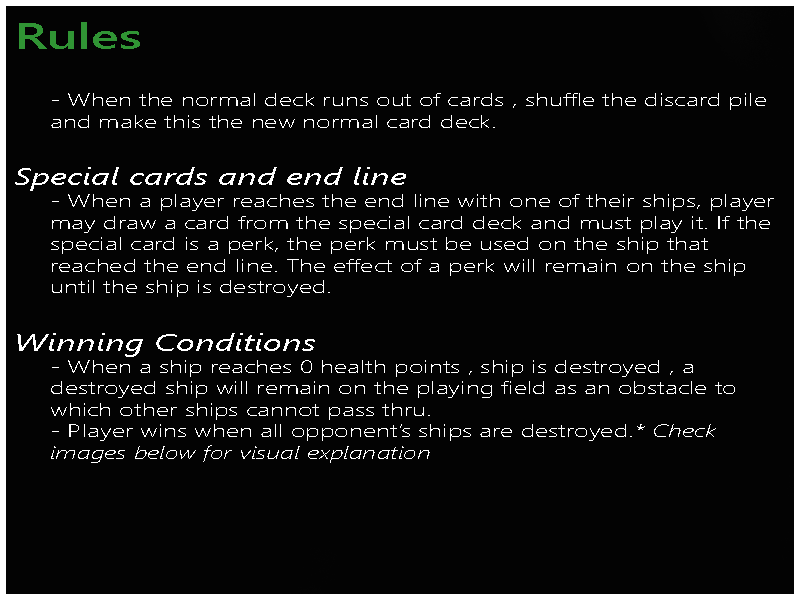 Rules
- When the normal deck runs out of cards , shuffle the discard pile
and make this the new normal card deck.
Special cards and end line
- When a player reaches the end line with one of their ships, player
may draw a card from the special card deck and must play it. If the
special card is a perk, the perk must be used on the ship that
reached the end line. The effect of a perk will remain on the ship
until the ship is destroyed.
Winning Conditions
- When a ship reaches 0 health points , ship is destroyed , a
destroyed ship will remain on the playing field as an obstacle to
which other ships cannot pass thru.
- Player wins when all opponent's ships are destroyed.* Check
images below for visual explanation